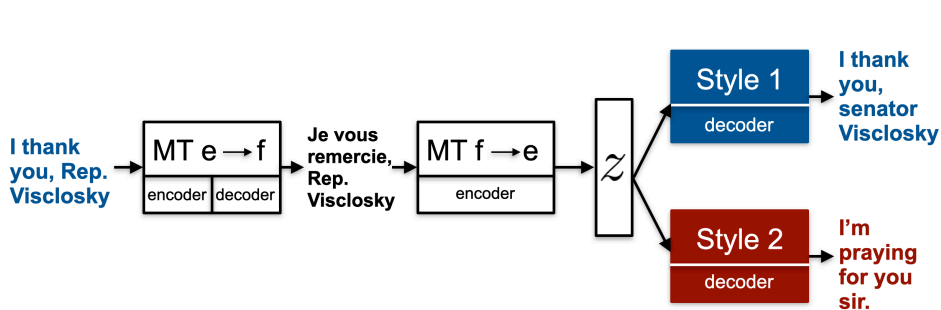 I thank
you, Rep.
Visclosky
MT e→f
encoder
decoder
Je vous
remercie,
Rep.
Visclosky
MT f→e
encoder
z
Style 1
decoder
I thank
you,
senator
Visclosky
Style 2
decoder
I'm
praying
for you
sir.